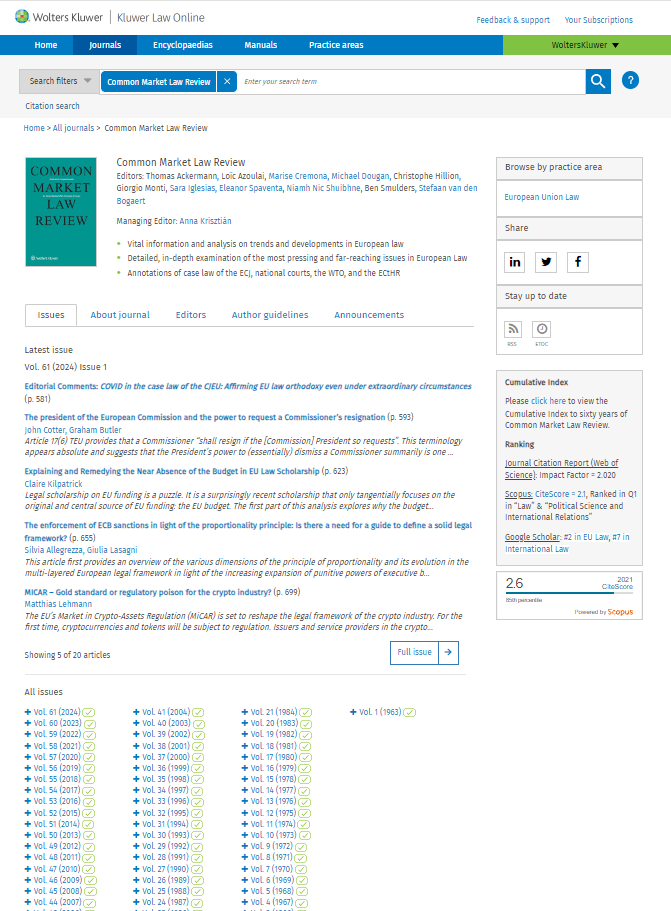 Wolters Kluwer | Kluwer Law Online
Feedback & support Your Subscriptions
Home Journals Encyclopaedias Manuals Practice areas WoltersKluwer
Search filters Common Market Law Review × Enter your search term ?
Citation search
Home > All journals > Common Market Law Review
COMMON
MARKET
LAW
REVIEW
Wolters Kluwer
Common Market Law Review
Editors: Thomas Ackermann, Loïc Azoulai, Marise Cremona, Michael Dougan, Christophe Hillion,
Giorgio Monti, Sara Iglesias, Eleanor Spaventa, Niamh Nic Shuibhne, Ben Smulders, Stefaan van den
Bogaert
Managing Editor: Anna Krisztián
Vital information and analysis on trends and developments in European law
Detailed, in-depth examination of the most pressing and far-reaching issues in European Law
Annotations of case law of the ECJ, national courts, the WTO, and the ECtHR
Issues About journal Editors Author guidelines Announcements
Latest issue
Vol. 61 (2024) Issue 1
Editorial Comments: COVID in the case law of the CJEU: Affirming EU law orthodoxy even under extraordinary circumstances
(p. 581)
The president of the European Commission and the power to request a Commissioner's resignation (p. 593)
John Cotter, Graham Butler
Article 17(6) TEU provides that a Commissioner "shall resign if the [Commission] President so requests". This terminology
appears absolute and suggests that the President's power to (essentially) dismiss a Commissioner summarily is one ...
Explaining and Remedying the Near Absence of the Budget in EU Law Scholarship (p. 623)
Claire Kilpatrick
Legal scholarship on EU funding is a puzzle. It is a surprisingly recent scholarship that only tangentially focuses on the
original and central source of EU funding: the EU budget. The first part of this analysis explores why the budget...
The enforcement of ECB sanctions in light of the proportionality principle: Is there a need for a guide to define a solid legal
framework? (p. 655)
Silvia Allegrezza, Giulia Lasagni
This article first provides an overview of the various dimensions of the principle of proportionality and its evolution in the
multi-layered European legal framework in light of the increasing expansion of punitive powers of executive b...
MICAR – Gold standard or regulatory poison for the crypto industry? (p. 699)
Matthias Lehmann
The EU's Market in Crypto-Assets Regulation (MiCAR) is set to reshape the legal framework of the crypto industry. For the
first time, cryptocurrencies and tokens will be subject to regulation. Issuers and service providers in the crypto...
Showing 5 of 20 articles Full issue
All issues
Vol. 61 (2024) Vol. 41 (2004) Vol. 21 (1984) Vol. 1 (1963)
Vol. 60 (2023) Vol. 40 (2003) Vol. 20 (1983)
Vol. 59 (2022) Vol. 39 (2002) Vol. 19 (1982)
Vol. 58 (2021) Vol. 38 (2001) Vol. 18 (1981)
Vol. 57 (2020) Vol. 37 (2000) Vol. 17 (1980)
Vol. 56 (2019) Vol. 36 (1999) Vol. 16 (1979)
Vol. 55 (2018) Vol. 35 (1998) Vol. 15 (1978)
Vol. 54 (2017) Vol. 34 (1997) Vol. 14 (1977)
Vol. 53 (2016) Vol. 33 (1996) Vol. 13 (1976)
Vol. 52 (2015) Vol. 32 (1995) Vol. 12 (1975)
Vol. 51 (2014) Vol. 31 (1994) Vol. 11 (1974)
Vol. 50 (2013) Vol. 30 (1993) Vol. 10 (1973)
Vol. 49 (2012) Vol. 29 (1992) Vol. 9 (1972)
Vol. 48 (2011) Vol. 28 (1991) Vol. 8 (1971)
Vol. 47 (2010) Vol. 27 (1990) Vol. 7 (1970)
Vol. 46 (2009) Vol. 26 (1989) Vol. 6 (1969)
Vol. 45 (2008) Vol. 25 (1988) Vol. 5 (1968)
Vol. 44 (2007) Vol. 24 (1987) Vol. 4 (1967)
Browse by practice area
European Union Law
Share
in f
Stay up to date
RSS ETOC
Cumulative Index
Please click here to view the
Cumulative Index to sixty years of
Common Market Law Review.
Ranking
Journal Citation Report (Web of
Science): Impact Factor = 2.020
Scopus: CiteScore = 2.1, Ranked in Q1
in "Law" & "Political Science and
International Relations"
Google Scholar: #2 in EU Law, #7 in
International Law
2.6 2021
CiteScore
85th percentile
Powered by Scopus